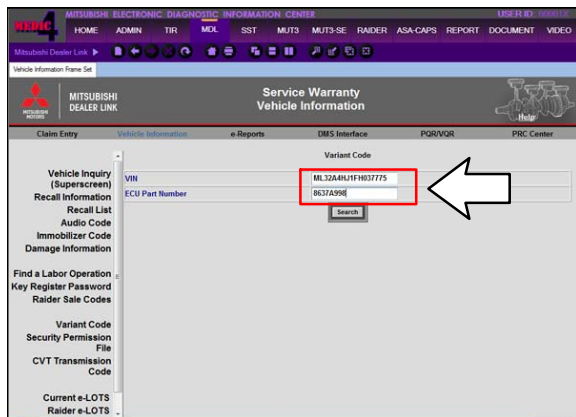 MITSUBISHI ELECTRONIC DIAGNOSTIC INFORMATION CENTER
USER ID:
MEDIC 4
HOME ADMIN TIR MDL SST MUT3 MUT3-SE RAIDER ASA-CAPS REPORT DOCUMENT VIDEO
Mitsubishi Dealer Link
Vehicle Information Frame Set
MITSUBISHI MOTORS
MITSUBISHI
DEALER LINK
Service Warranty
Vehicle Information
Help
Claim Entry Vehicle Information e-Reports DMS Interface PQR/VQR PRC Center
Variant Code
Vehicle Inquiry
(Superscreen)
Recall Information
Recall List
Audio Code
Immobilizer Code
Damage Information
Find a Labor Operation
Key Register Password
Raider Sale Codes
Variant Code
Security Permission
File
CVT Transmission
Code
Current e-LOTS
Raider e-LOTS
VIN ML32A4HJ1FH037775
ECU Part Number 8637A998
Search